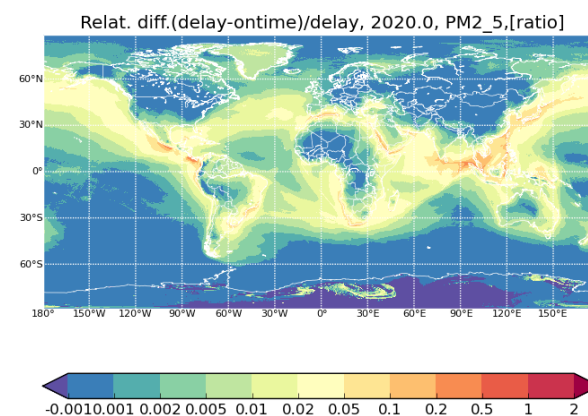 Relat. diff.(delay-ontime)/delay, 2020.0, PM2_5,[ratio]
60°N
30°N
0°
30°S
60°S
180° 150°W 120°W 90°W 60°W 30°W 0° 30°E 60°E 90°E 120°E 150°E
-0.001 0.001 0.002 0.005 0.01 0.02 0.05 0.1 0.2 0.5 1 2